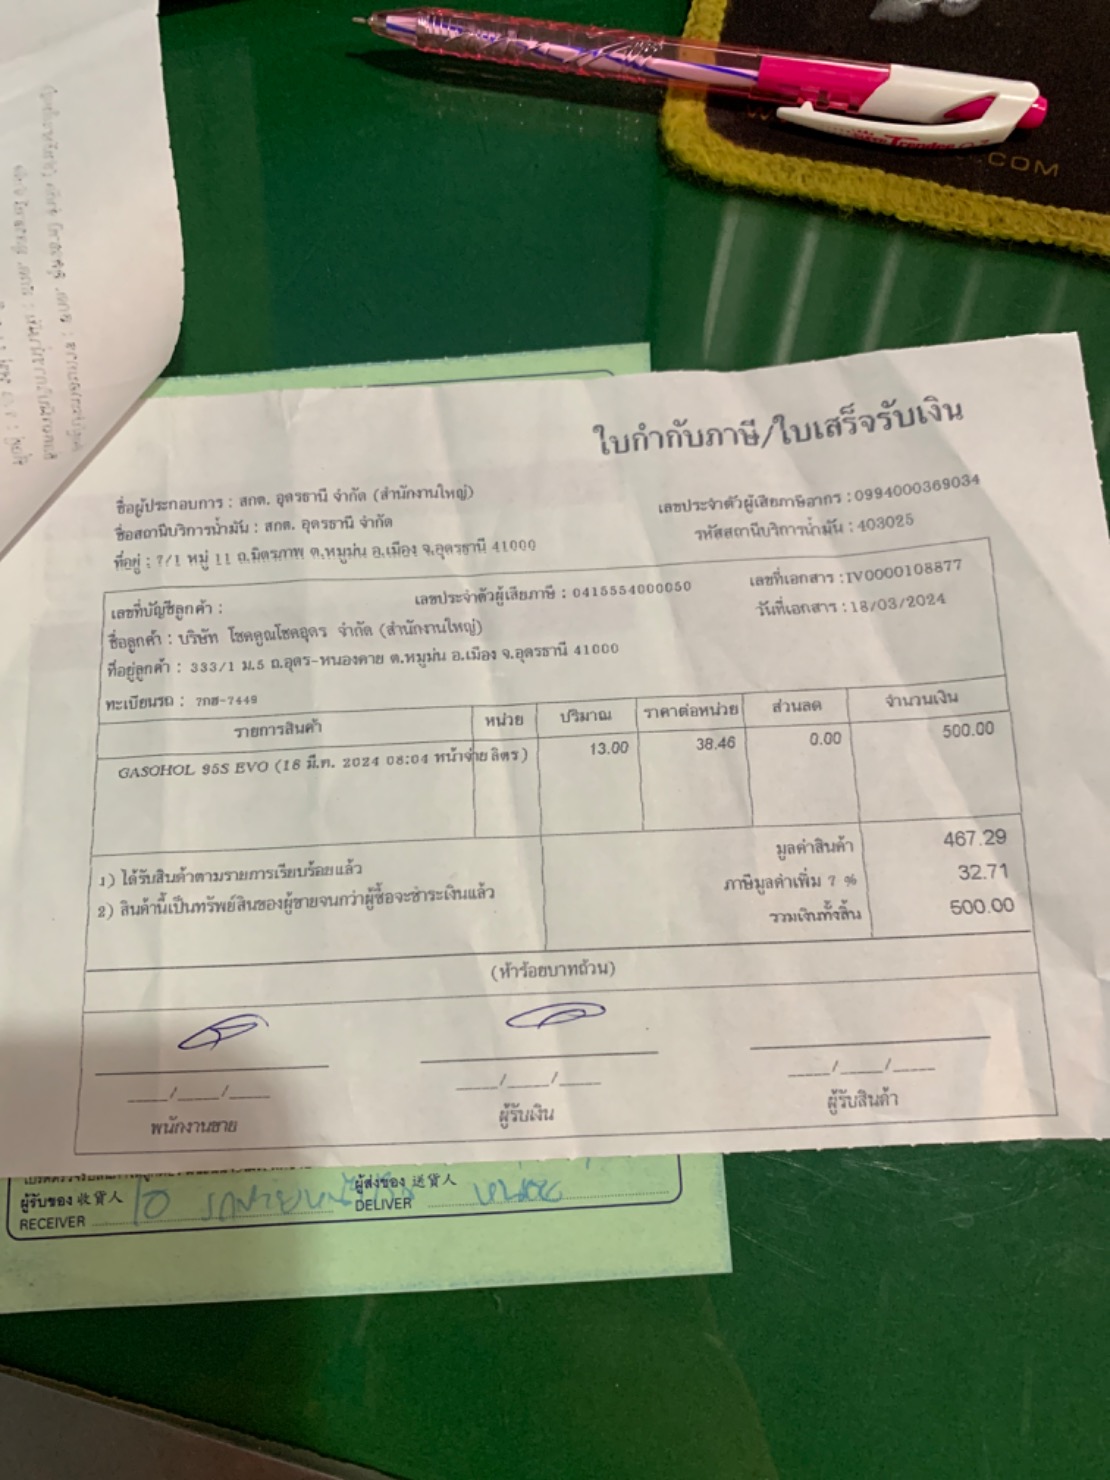 Trendee
.COM
ใบกำกับภาษี/ใบเสร็จรับเงิน
ชื่อผู้ประกอบการ : สกต. อุดรธานี จำกัด (สำนักงานใหญ่)
เลขประจำตัวผู้เสียภาษีอากร : 0994000369034
ชื่อสถานีบริการน้ำมัน : สกต. อุดรธานี จำกัด
รหัสสถานีบริการน้ำมัน : 403025
ที่อยู่ : 7/1 หมู่ 11 ถ.มิตรภาพ ต.หมูม่น อ.เมือง จ.อุดรธานี 41000
เลขที่บัญชีลูกค้า : เลขประจำตัวผู้เสียภาษี : 0415554000050 เลขที่เอกสาร : IV0000108877
ชื่อลูกค้า : บริษัท โชคคูณโชคอุดร จำกัด (สำนักงานใหญ่) วันที่เอกสาร : 18/03/2024
ที่อยู่ลูกค้า : 333/1 ม.5 ถ.อุดร-หนองคาย ต.หมูม่น อ.เมือง จ.อุดรธานี 41000
ทะเบียนรถ : 7กฮ-7449
รายการสินค้า หน่วย ปริมาณ ราคาต่อหน่วย ส่วนลด จำนวนเงิน
GASOHOL 95S EVO (18 มี.ค. 2024 08:04 หน้าจ่าย ลิตร) 13.00 38.46 0.00 500.00
มูลค่าสินค้า 467.29
1) ได้รับสินค้าตามรายการเรียบร้อยแล้ว
ภาษีมูลค่าเพิ่ม 7 % 32.71
2) สินค้านี้เป็นทรัพย์สินของผู้ขายจนกว่าผู้ซื้อจะชำระเงินแล้ว
รวมเงินทั้งสิ้น 500.00
(ห้าร้อยบาทถ้วน)
____/____/____ ____/____/____ ____/____/____
พนักงานขาย ผู้รับเงิน ผู้รับสินค้า
ผู้รับของ 收貨人 ผู้ส่งของ 送貨人
RECEIVER DELIVER